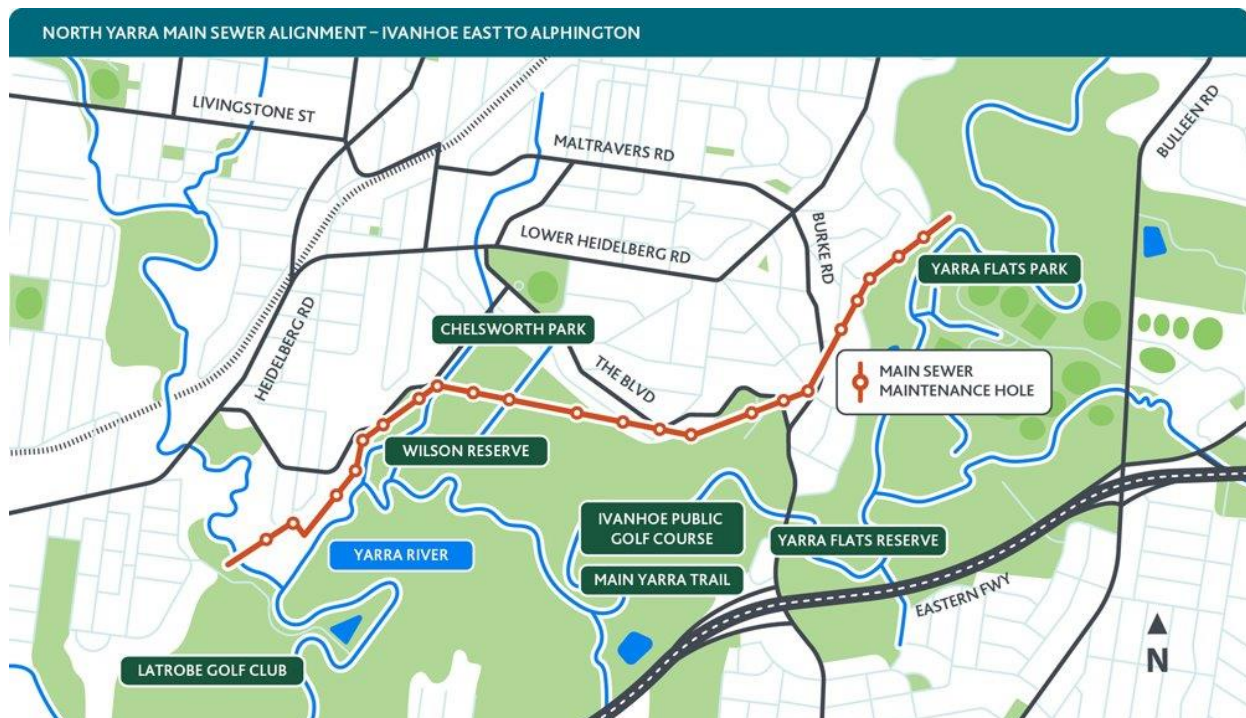 NORTH YARRA MAIN SEWER ALIGNMENT – IVANHOE EAST TO ALPHINGTON
LIVINGSTONE ST
MALTRAVERS RD
BULLEEN RD
LOWER HEIDELBERG RD
BURKE RD
YARRA FLATS PARK
HEIDELBERG RD
CHELSWORTH PARK
THE BLVD
MAIN SEWER
MAINTENANCE HOLE
WILSON RESERVE
IVANHOE PUBLIC
GOLF COURSE
YARRA FLATS RESERVE
YARRA RIVER
MAIN YARRA TRAIL
EASTERN FWY
LATROBE GOLF CLUB
N